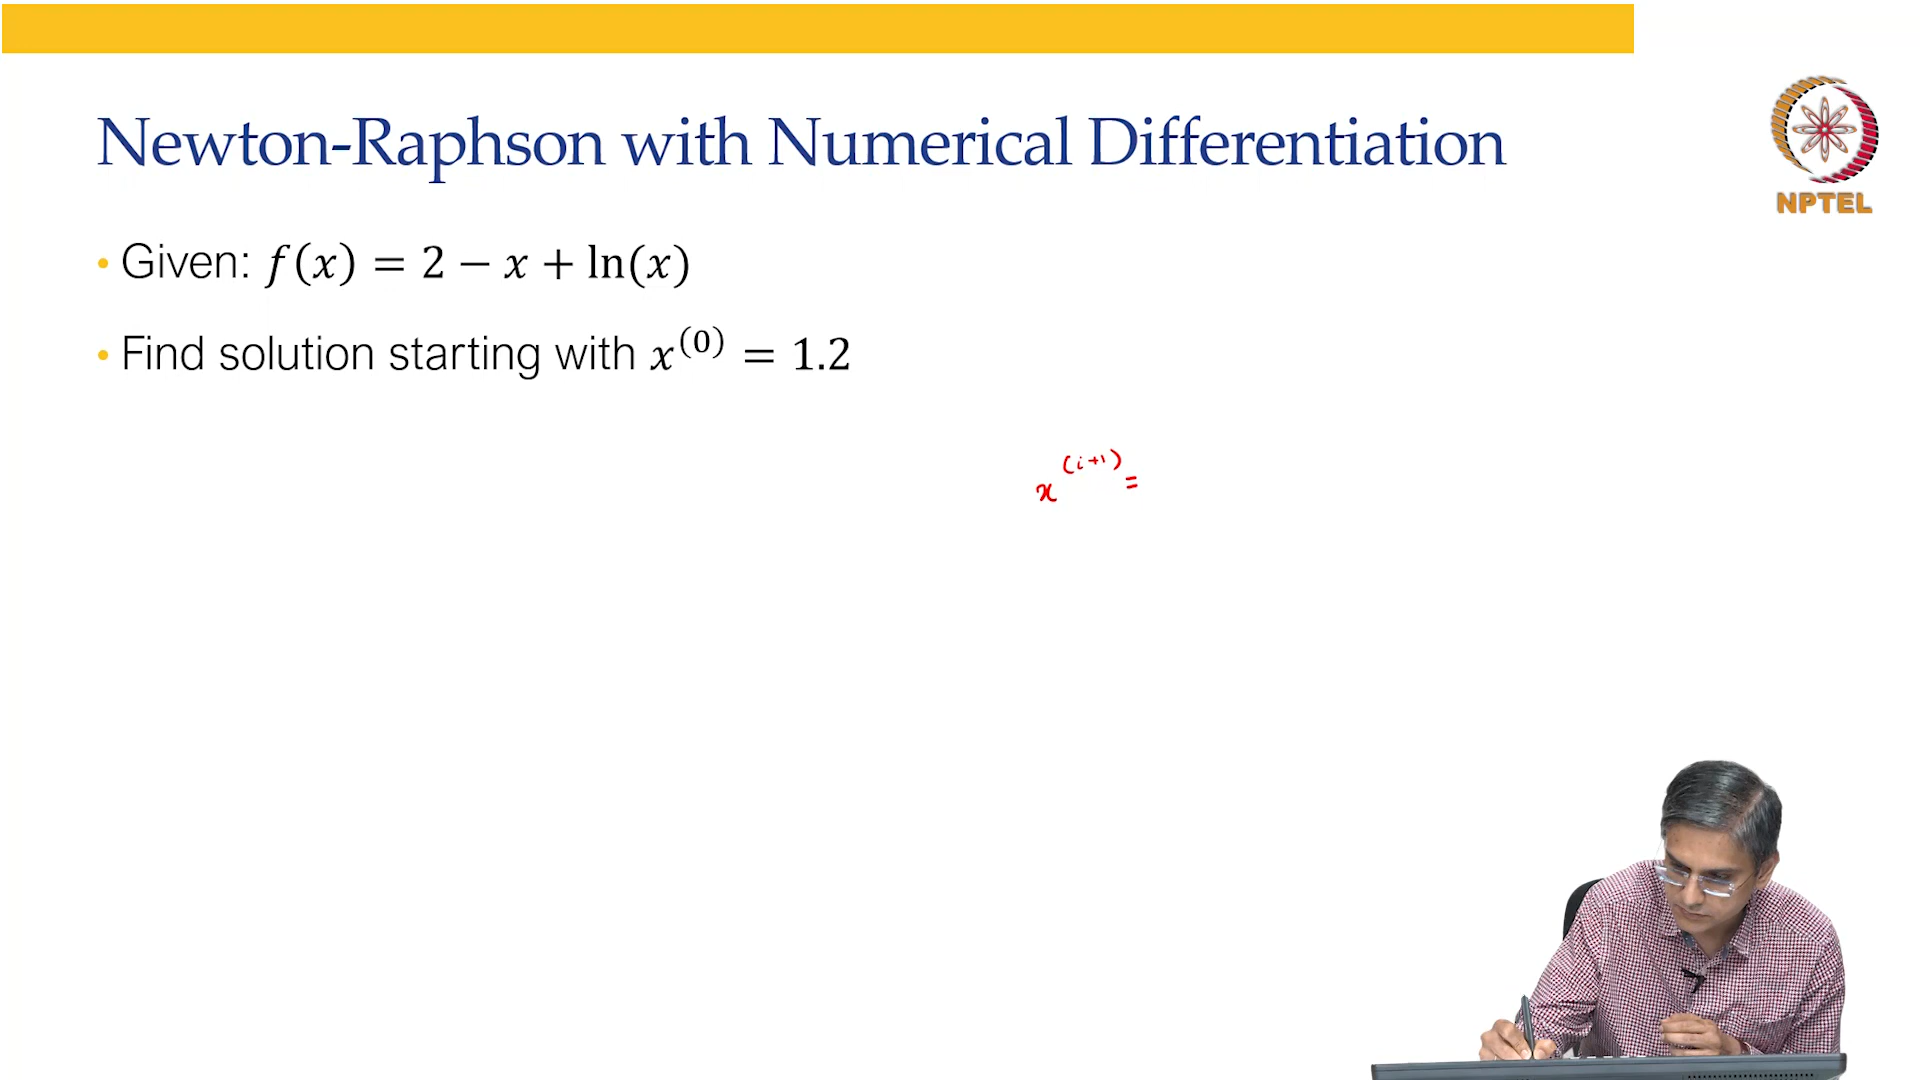 Newton-Raphson with Numerical Differentiation
NPTEL
• Given: f(x) = 2 − x + ln(x)
• Find solution starting with x^(0) = 1.2
x^(i+1) =